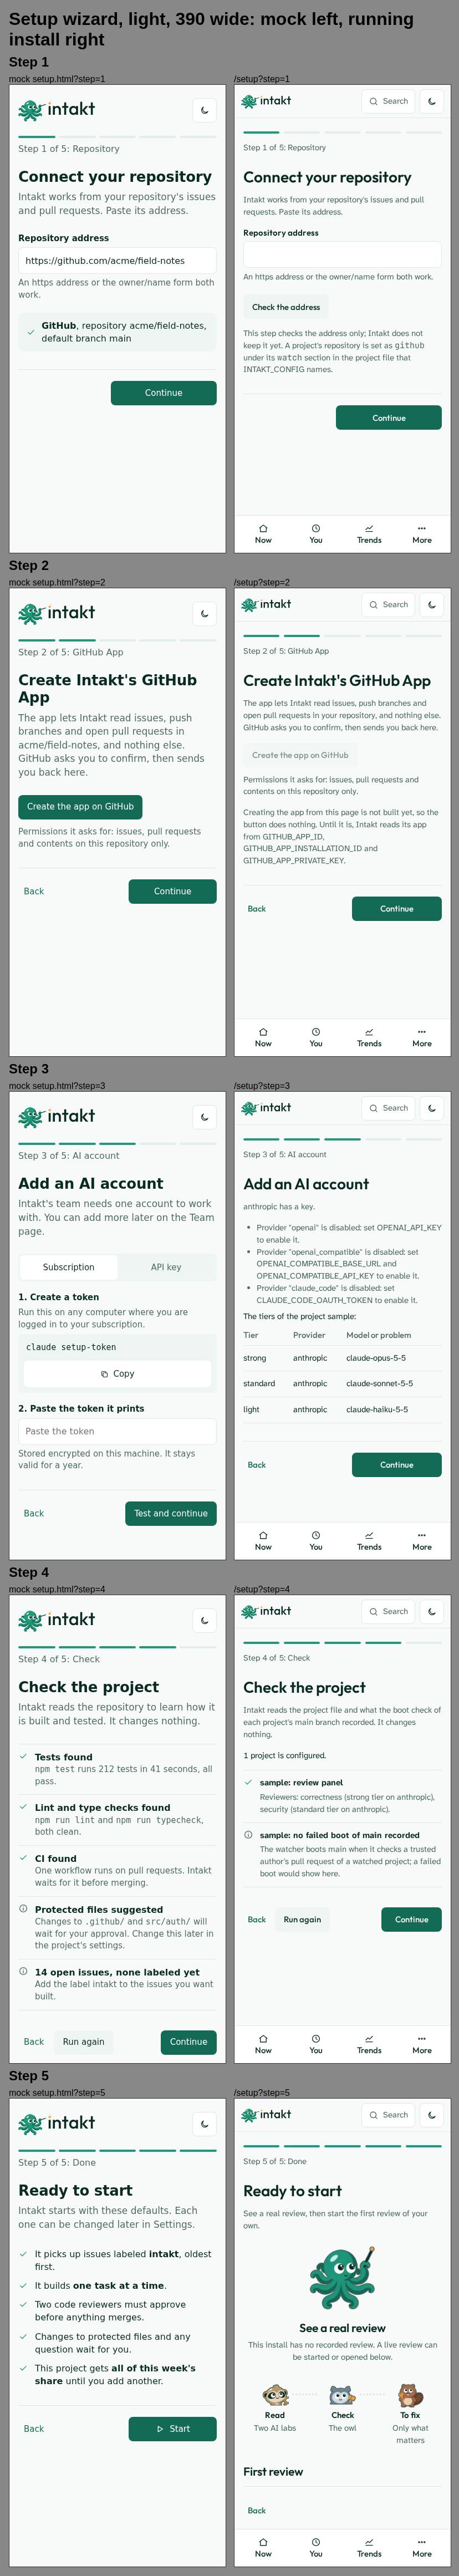 Setup wizard, light, 390 wide: mock left, running
install right
Step 1
mock setup.html?step=1
intakt
Step 1 of 5: Repository
Connect your repository
Intakt works from your repository's issues
and pull requests. Paste its address.
Repository address
https://github.com/acme/field-notes
An https address or the owner/name form both
work.
GitHub, repository acme/field-notes,
default branch main
Continue
/setup?step=1
intakt
Search
Step 1 of 5: Repository
Connect your repository
Intakt works from your repository's issues and pull
requests. Paste its address.
Repository address
An https address or the owner/name form both work.
Check the address
This step checks the address only; Intakt does not
keep it yet. A project's repository is set as github
under its watch section in the project file that
INTAKT_CONFIG names.
Continue
Now
You
Trends
More
Step 2
mock setup.html?step=2
intakt
Step 2 of 5: GitHub App
Create Intakt's GitHub
App
The app lets Intakt read issues, push
branches and open pull requests in
acme/field-notes, and nothing else.
GitHub asks you to confirm, then sends
you back here.
Create the app on GitHub
Permissions it asks for: issues, pull requests
and contents on this repository only.
Back
Continue
/setup?step=2
intakt
Search
Step 2 of 5: GitHub App
Create Intakt's GitHub App
The app lets Intakt read issues, push branches and
open pull requests in your repository, and nothing else.
GitHub asks you to confirm, then sends you back here.
Create the app on GitHub
Permissions it asks for: issues, pull requests and
contents on this repository only.
Creating the app from this page is not built yet, so the
button does nothing. Until it is, Intakt reads its app
from GITHUB_APP_ID,
GITHUB_APP_INSTALLATION_ID and
GITHUB_APP_PRIVATE_KEY.
Back
Continue
Now
You
Trends
More
Step 3
mock setup.html?step=3
intakt
Step 3 of 5: AI account
Add an AI account
Intakt's team needs one account to work
with. You can add more later on the Team
page.
Subscription
API key
1. Create a token
Run this on any computer where you are
logged in to your subscription.
claude setup-token
Copy
2. Paste the token it prints
Paste the token
Stored encrypted on this machine. It stays
valid for a year.
Back
Test and continue
/setup?step=3
intakt
Search
Step 3 of 5: AI account
Add an AI account
anthropic has a key.
Provider "openai" is disabled: set OPENAI_API_KEY
to enable it.
Provider "openai_compatible" is disabled: set
OPENAI_COMPATIBLE_BASE_URL and
OPENAI_COMPATIBLE_API_KEY to enable it.
Provider "claude_code" is disabled: set
CLAUDE_CODE_OAUTH_TOKEN to enable it.
The tiers of the project sample:
Tier Provider Model or problem
strong anthropic claude-opus-5-5
standard anthropic claude-sonnet-5-5
light anthropic claude-haiku-5-5
Back
Continue
Now
You
Trends
More
Step 4
mock setup.html?step=4
intakt
Step 4 of 5: Check
Check the project
Intakt reads the repository to learn how it
is built and tested. It changes nothing.
Tests found
npm test runs 212 tests in 41 seconds, all
pass.
Lint and type checks found
npm run lint and npm run typecheck,
both clean.
CI found
One workflow runs on pull requests. Intakt
waits for it before merging.
Protected files suggested
Changes to .github/ and src/auth/ will
wait for your approval. Change this later in
the project's settings.
14 open issues, none labeled yet
Add the label intakt to the issues you want
built.
Back
Run again
Continue
/setup?step=4
intakt
Search
Step 4 of 5: Check
Check the project
Intakt reads the project file and what the boot check of
each project's main branch recorded. It changes
nothing.
1 project is configured.
sample: review panel
Reviewers: correctness (strong tier on anthropic),
security (standard tier on anthropic).
sample: no failed boot of main recorded
The watcher boots main when it checks a trusted
author's pull request of a watched project; a failed
boot would show here.
Back
Run again
Continue
Now
You
Trends
More
Step 5
mock setup.html?step=5
intakt
Step 5 of 5: Done
Ready to start
Intakt starts with these defaults. Each
one can be changed later in Settings.
It picks up issues labeled intakt, oldest
first.
It builds one task at a time.
Two code reviewers must approve
before anything merges.
Changes to protected files and any
question wait for you.
This project gets all of this week's
share until you add another.
Back
Start
/setup?step=5
intakt
Search
Step 5 of 5: Done
Ready to start
See a real review, then start the first review of your
own.
See a real review
This install has no recorded review. A live review can
be started or opened below.
Read
Two AI labs
Check
The owl
To fix
Only what
matters
First review
Back
Now
You
Trends
More